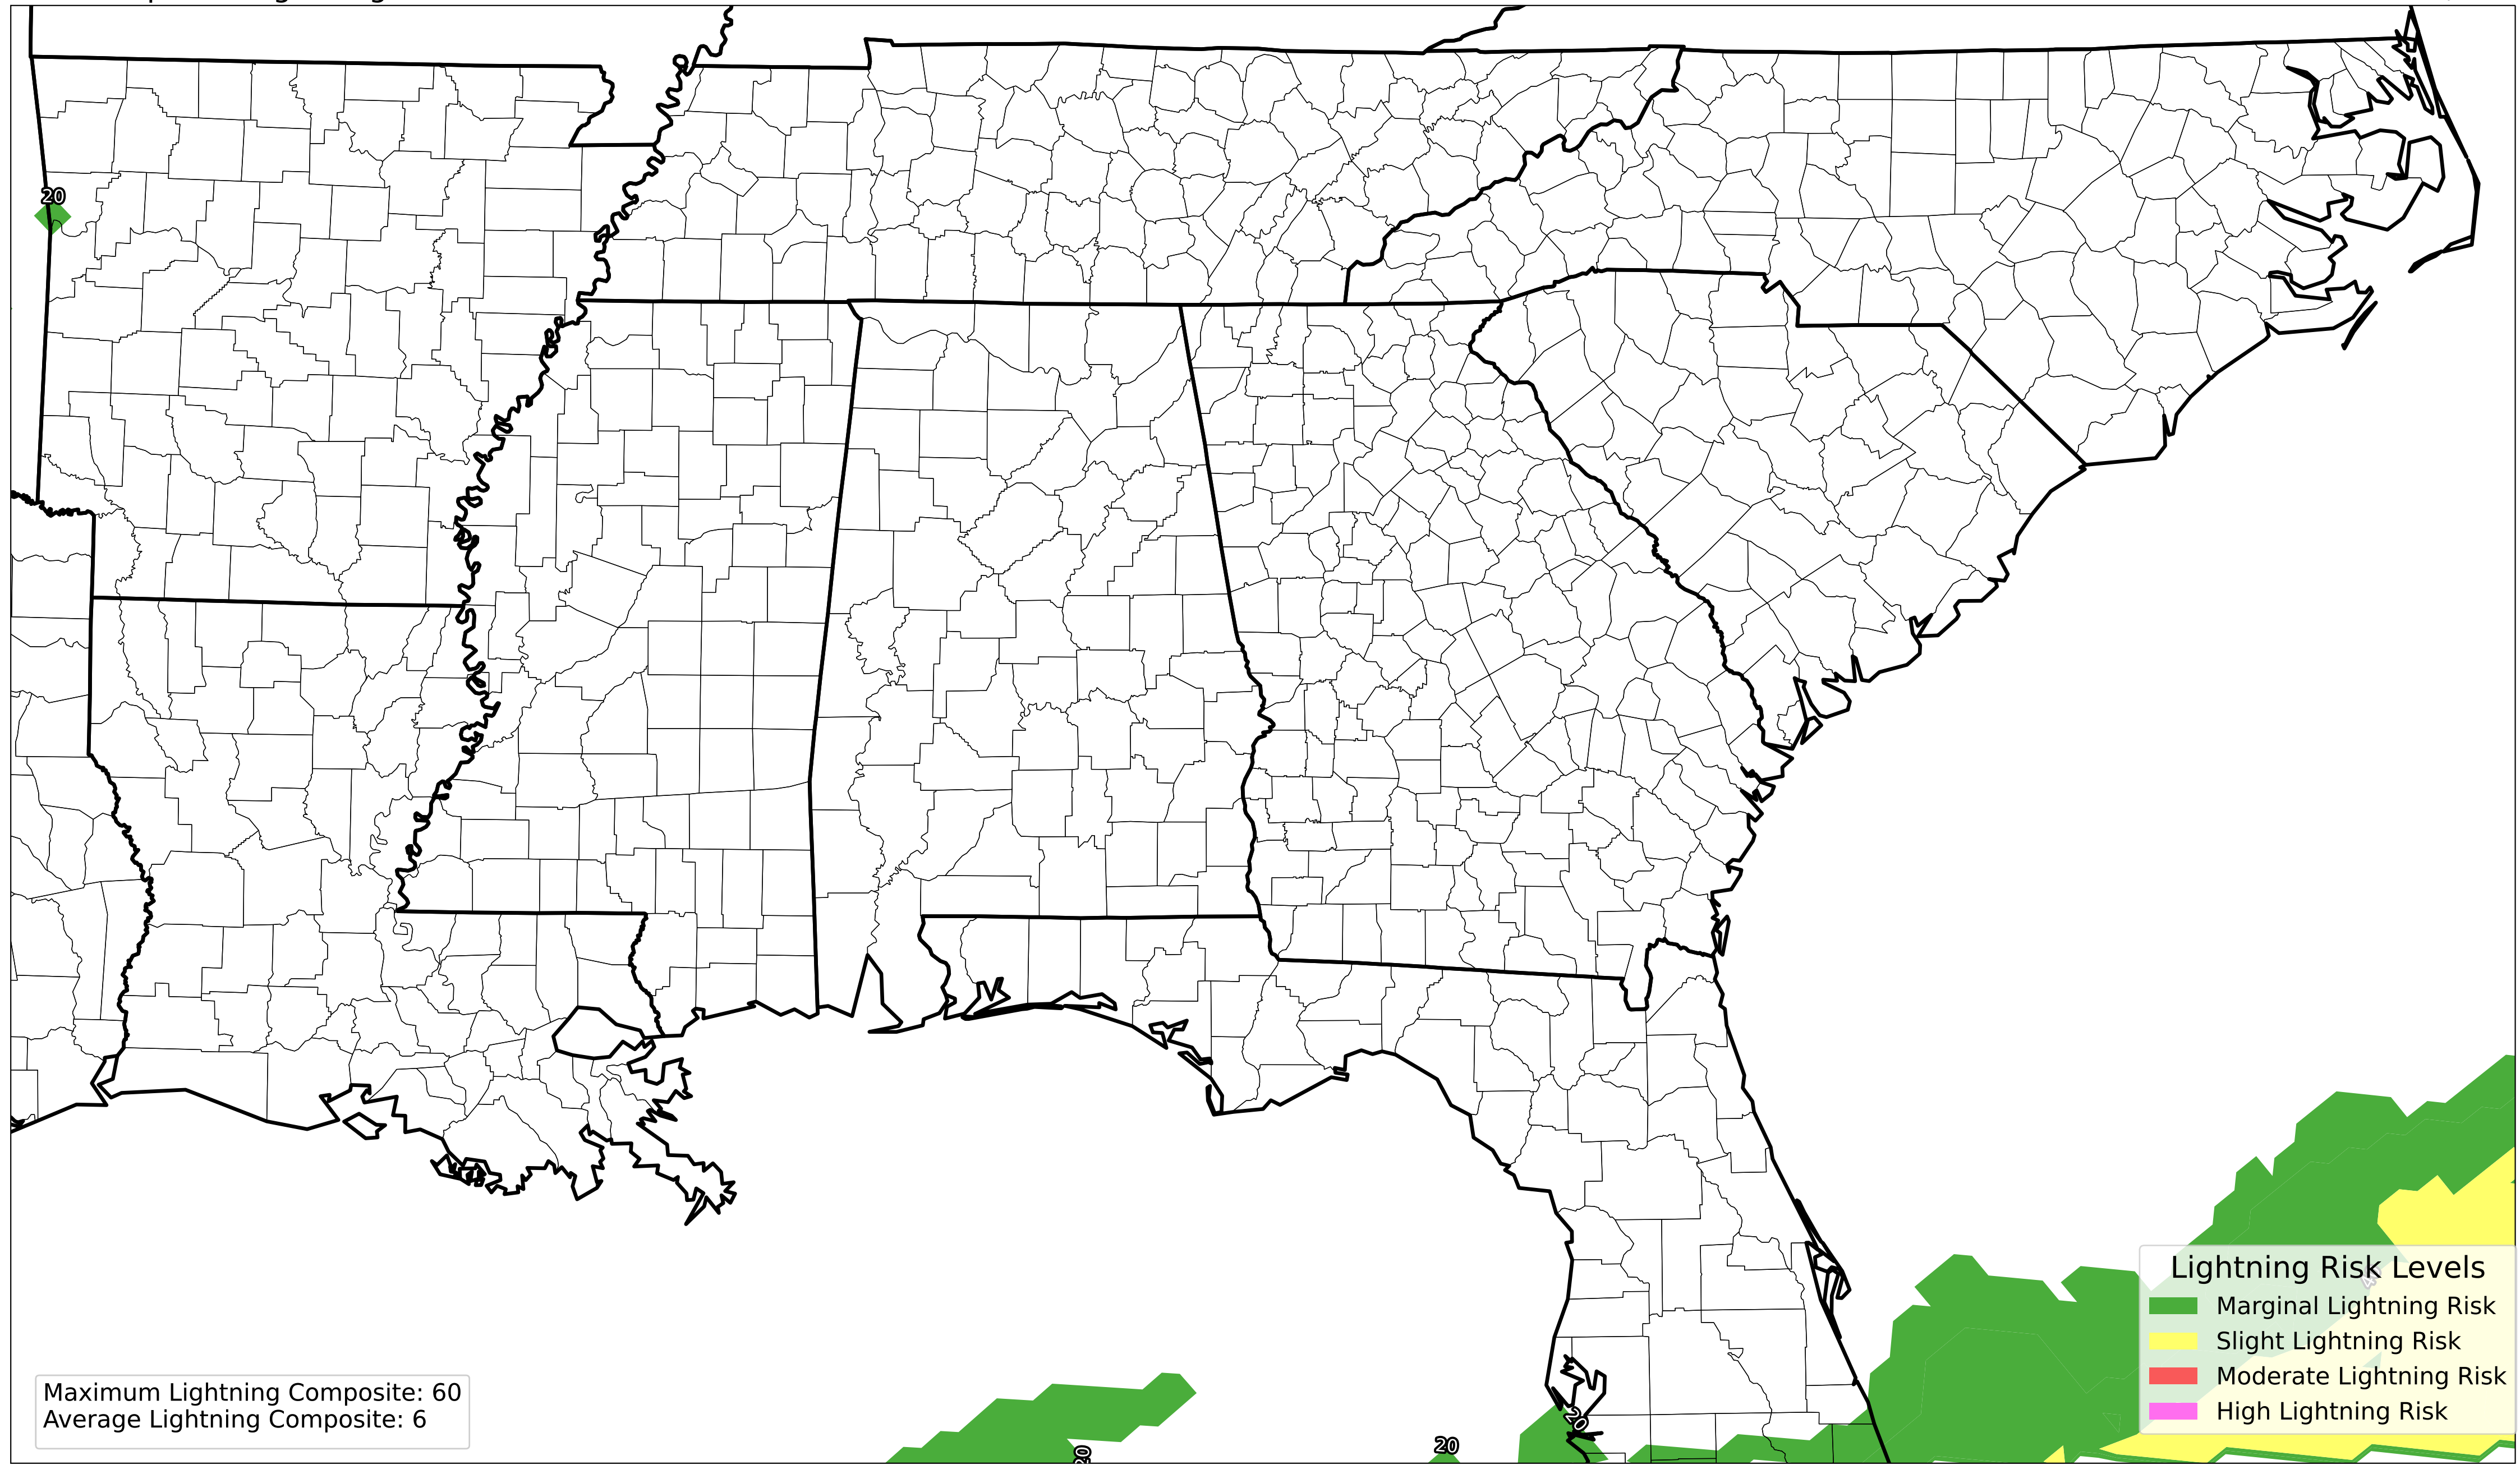 20
Lightning Risk Levels
Marginal Lightning Risk
Slight Lightning Risk
Moderate Lightning Risk
High Lightning Risk
Maximum Lightning Composite: 60
Average Lightning Composite: 6
20
20
20